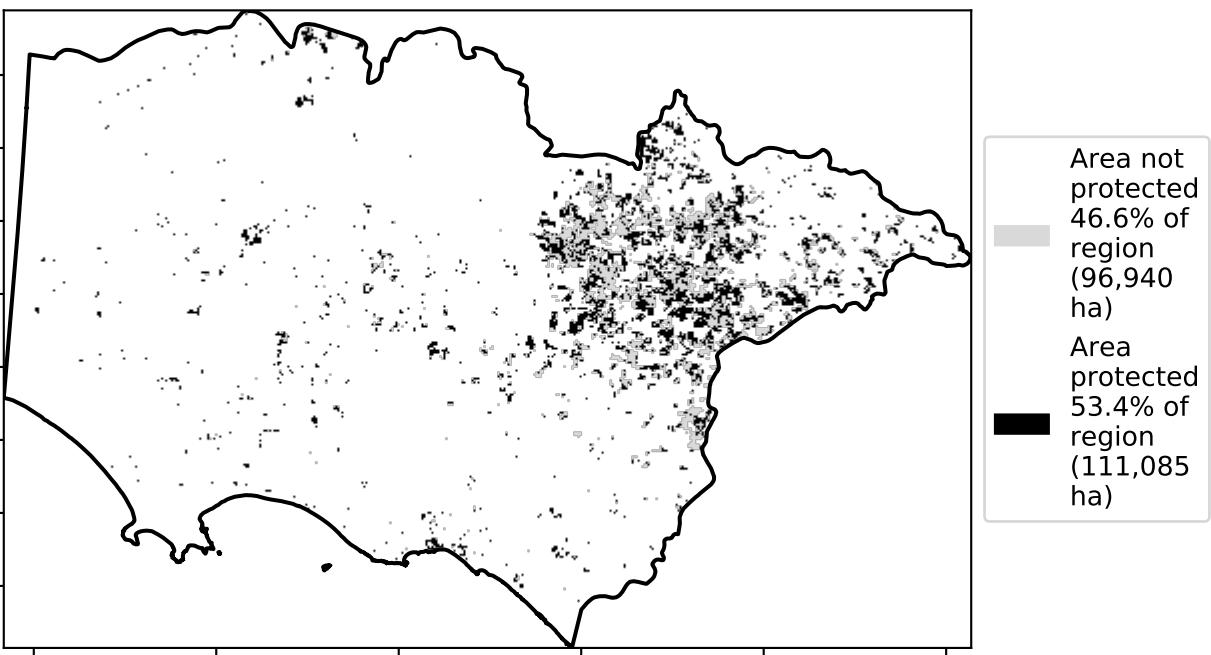 Area not
protected
46.6% of
region
(96,940
ha)
Area
protected
53.4% of
region
(111,085
ha)